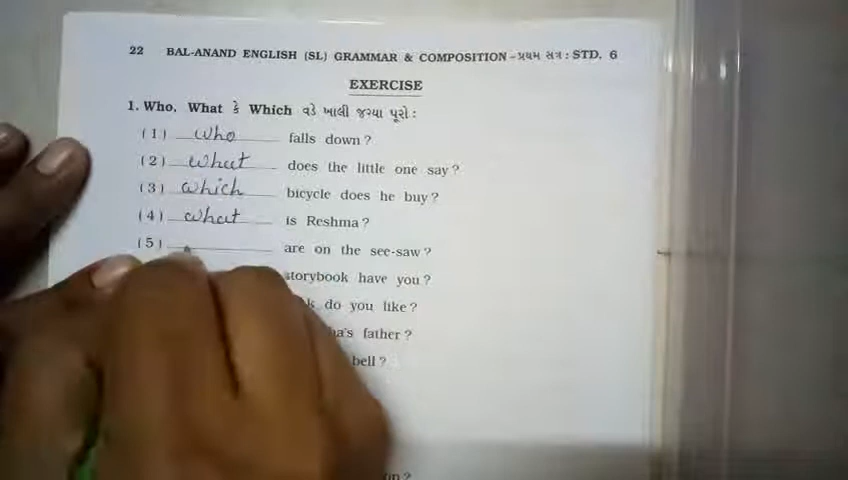 22 BAL-ANAND ENGLISH (SL) GRAMMAR & COMPOSITION – પ્રથમ સત્ર : STD. 6
EXERCISE
1. Who, What કે Which વડે ખાલી જગ્યા પૂરો :
(1) who falls down ?
(2) what does the little one say ?
(3) which bicycle does he buy ?
(4) what is Reshma ?
(5) are on the see-saw ?
storybook have you ?
do you like ?
father ?
bell ?